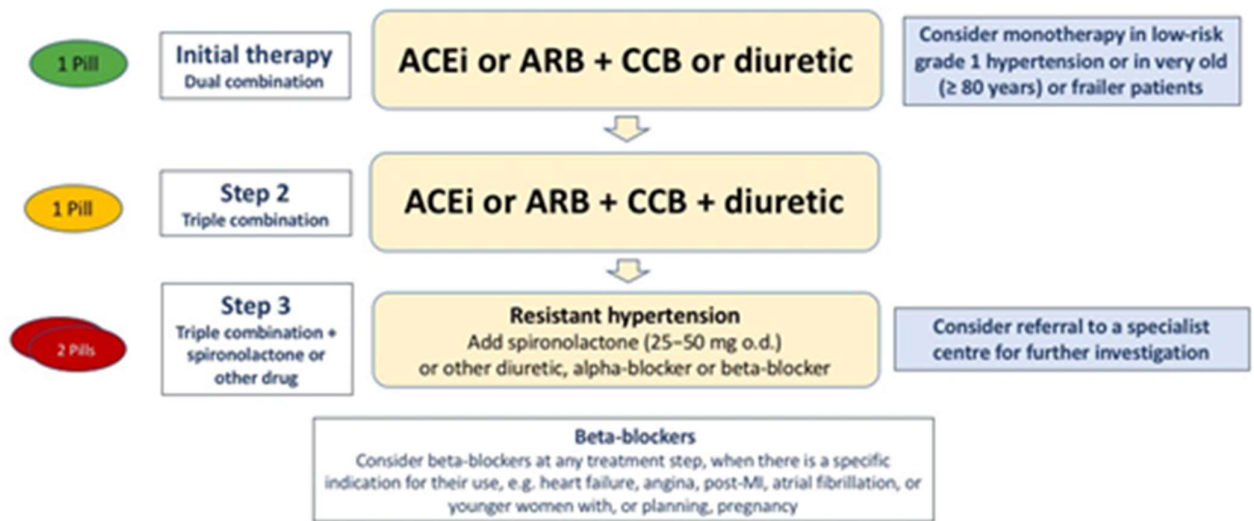 1 Pill
Initial therapy
Dual combination
ACEi or ARB + CCB or diuretic
Consider monotherapy in low-risk
grade 1 hypertension or in very old
(≥ 80 years) or frailer patients
1 Pill
Step 2
Triple combination
ACEi or ARB + CCB + diuretic
2 Pills
Step 3
Triple combination +
spironolactone or
other drug
Resistant hypertension
Add spironolactone (25–50 mg o.d.)
or other diuretic, alpha-blocker or beta-blocker
Consider referral to a specialist
centre for further investigation
Beta-blockers
Consider beta-blockers at any treatment step, when there is a specific
indication for their use, e.g. heart failure, angina, post-MI, atrial fibrillation, or
younger women with, or planning, pregnancy